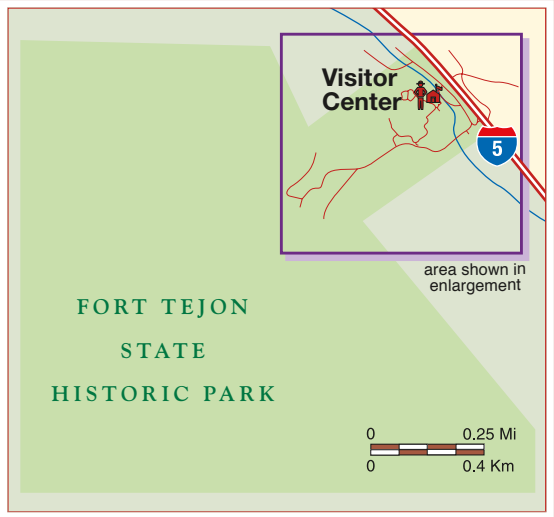 Visitor
Center
5
area shown in
enlargement
FORT TEJON
STATE
HISTORIC PARK
0 0.25 Mi
0 0.4 Km